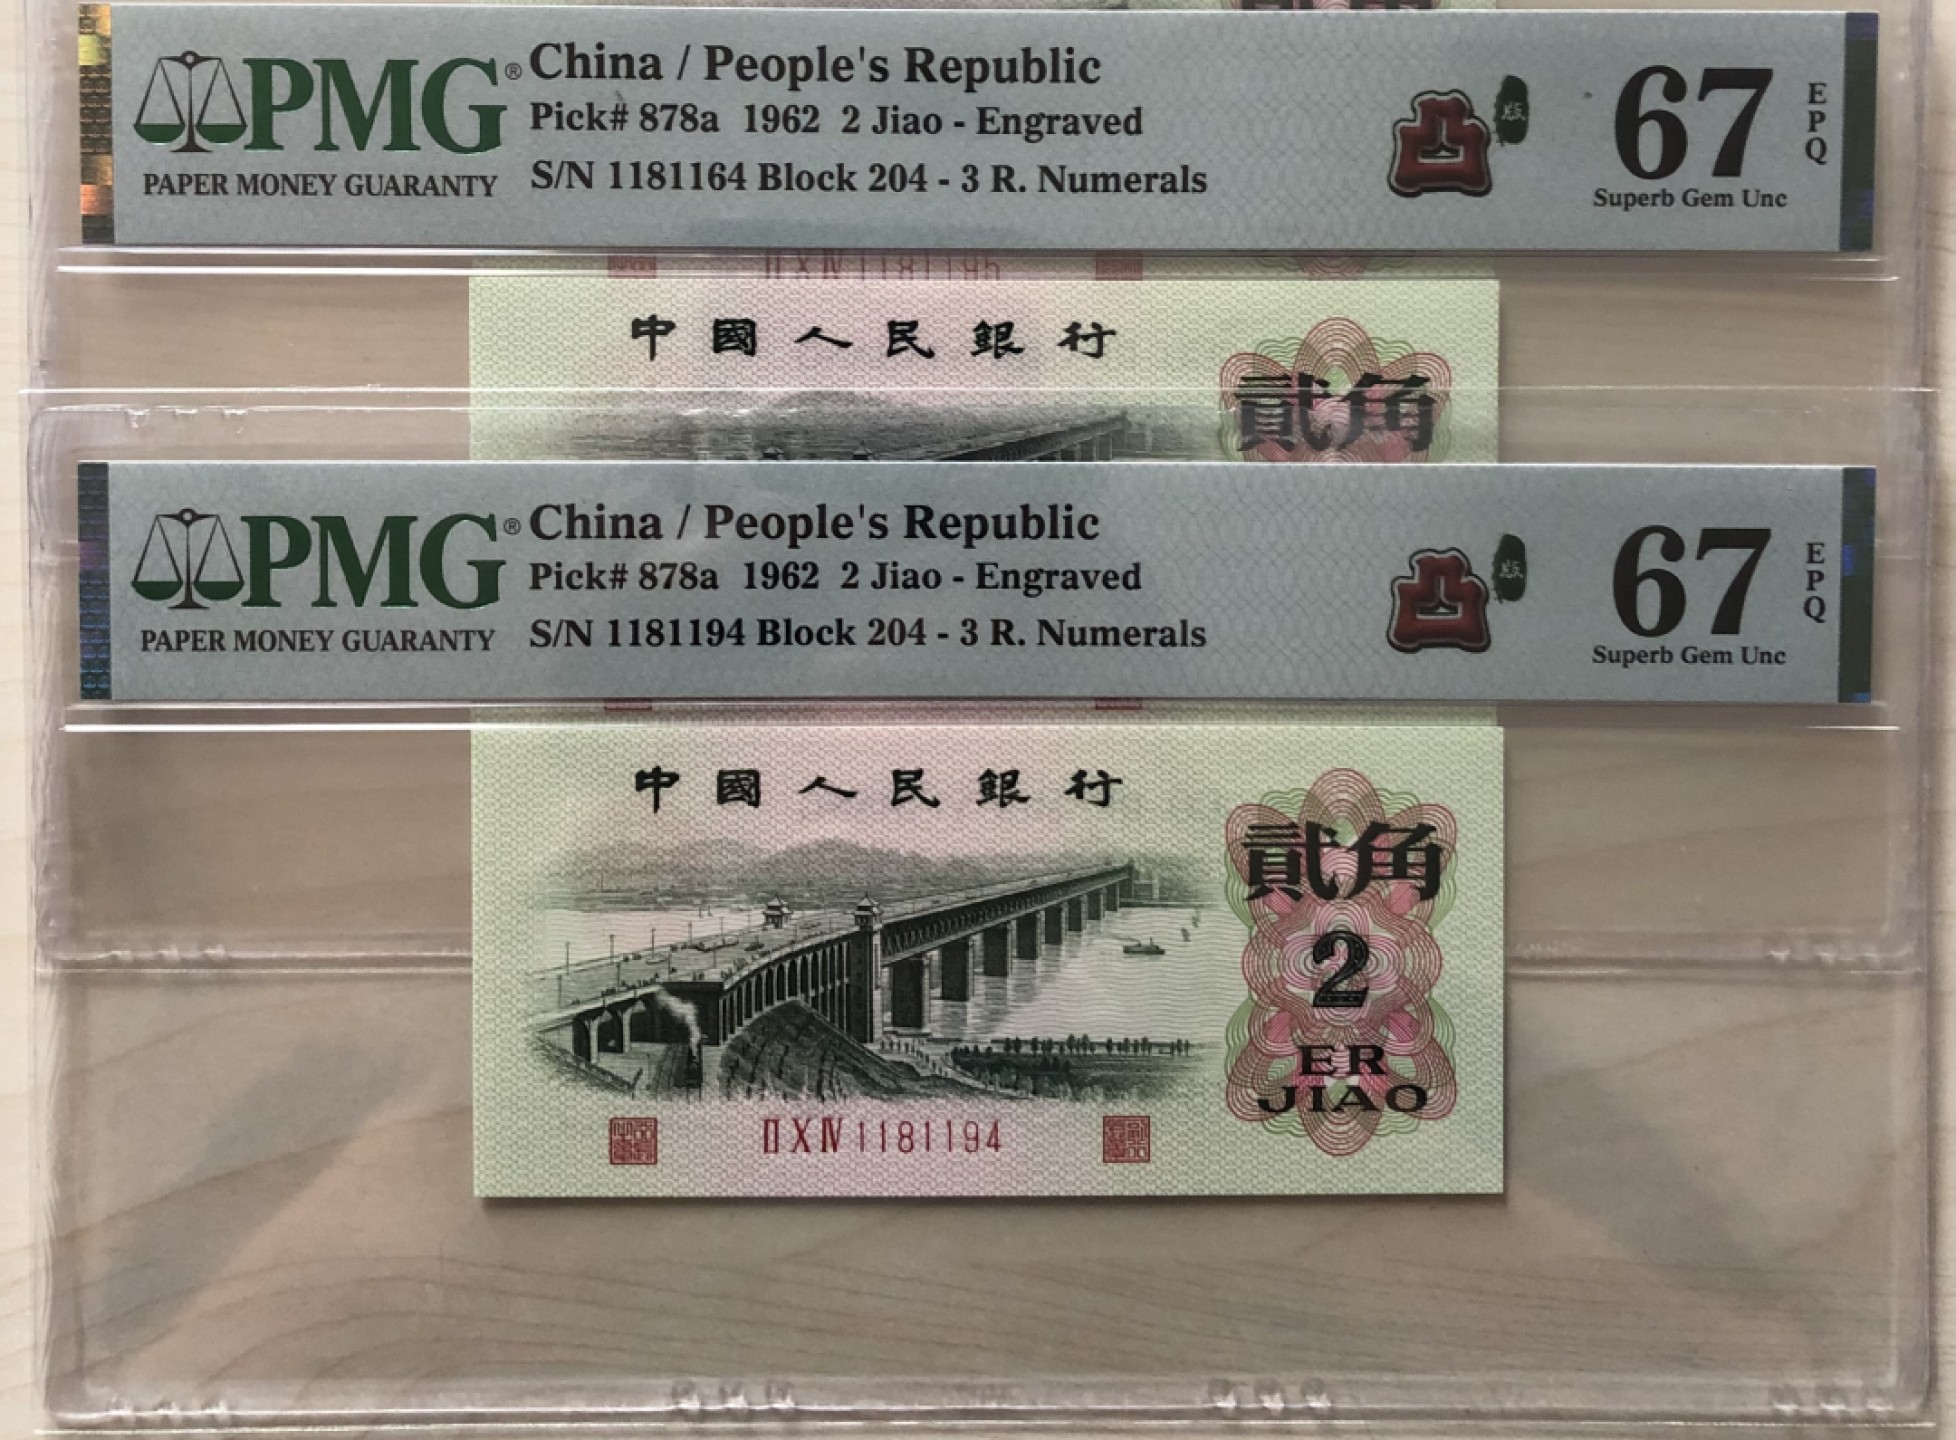 PMG® China / People's Republic
Pick# 878a 1962 2 Jiao - Engraved
PAPER MONEY GUARANTY
S/N 1181164 Block 204 - 3 R. Numerals
凸 版
67 EPQ
Superb Gem Unc
ⅡⅩⅣ 1181195
中國人民銀行
貳角
PMG® China / People's Republic
Pick# 878a 1962 2 Jiao - Engraved
PAPER MONEY GUARANTY
S/N 1181194 Block 204 - 3 R. Numerals
凸 版
67 EPQ
Superb Gem Unc
中國人民銀行
貳角
2
ER
JIAO
ⅡⅩⅣ 1181194